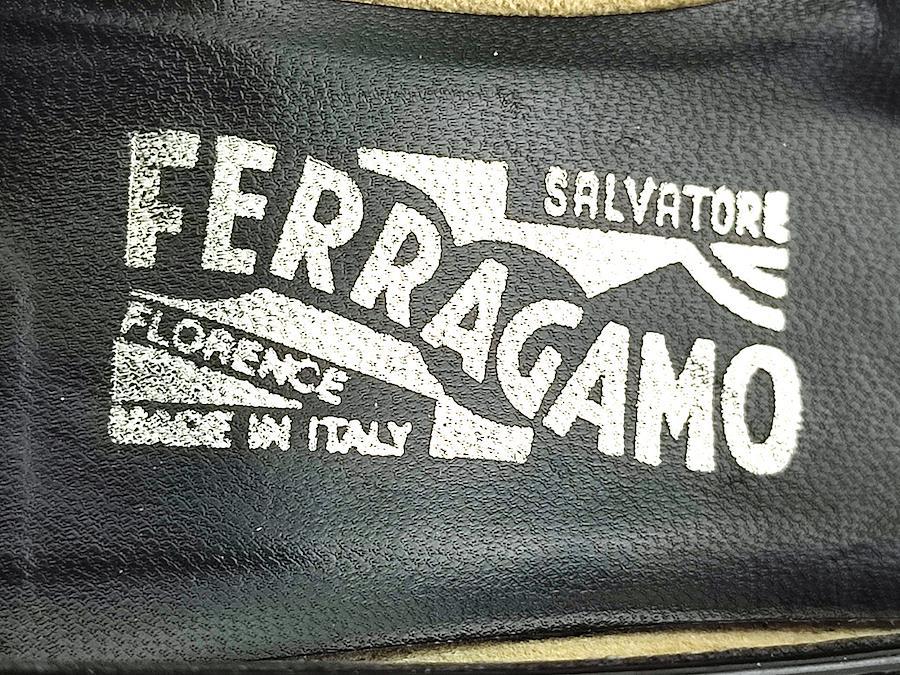 SALVATORE
FERRAGAMO
FLORENCE
MADE IN ITALY